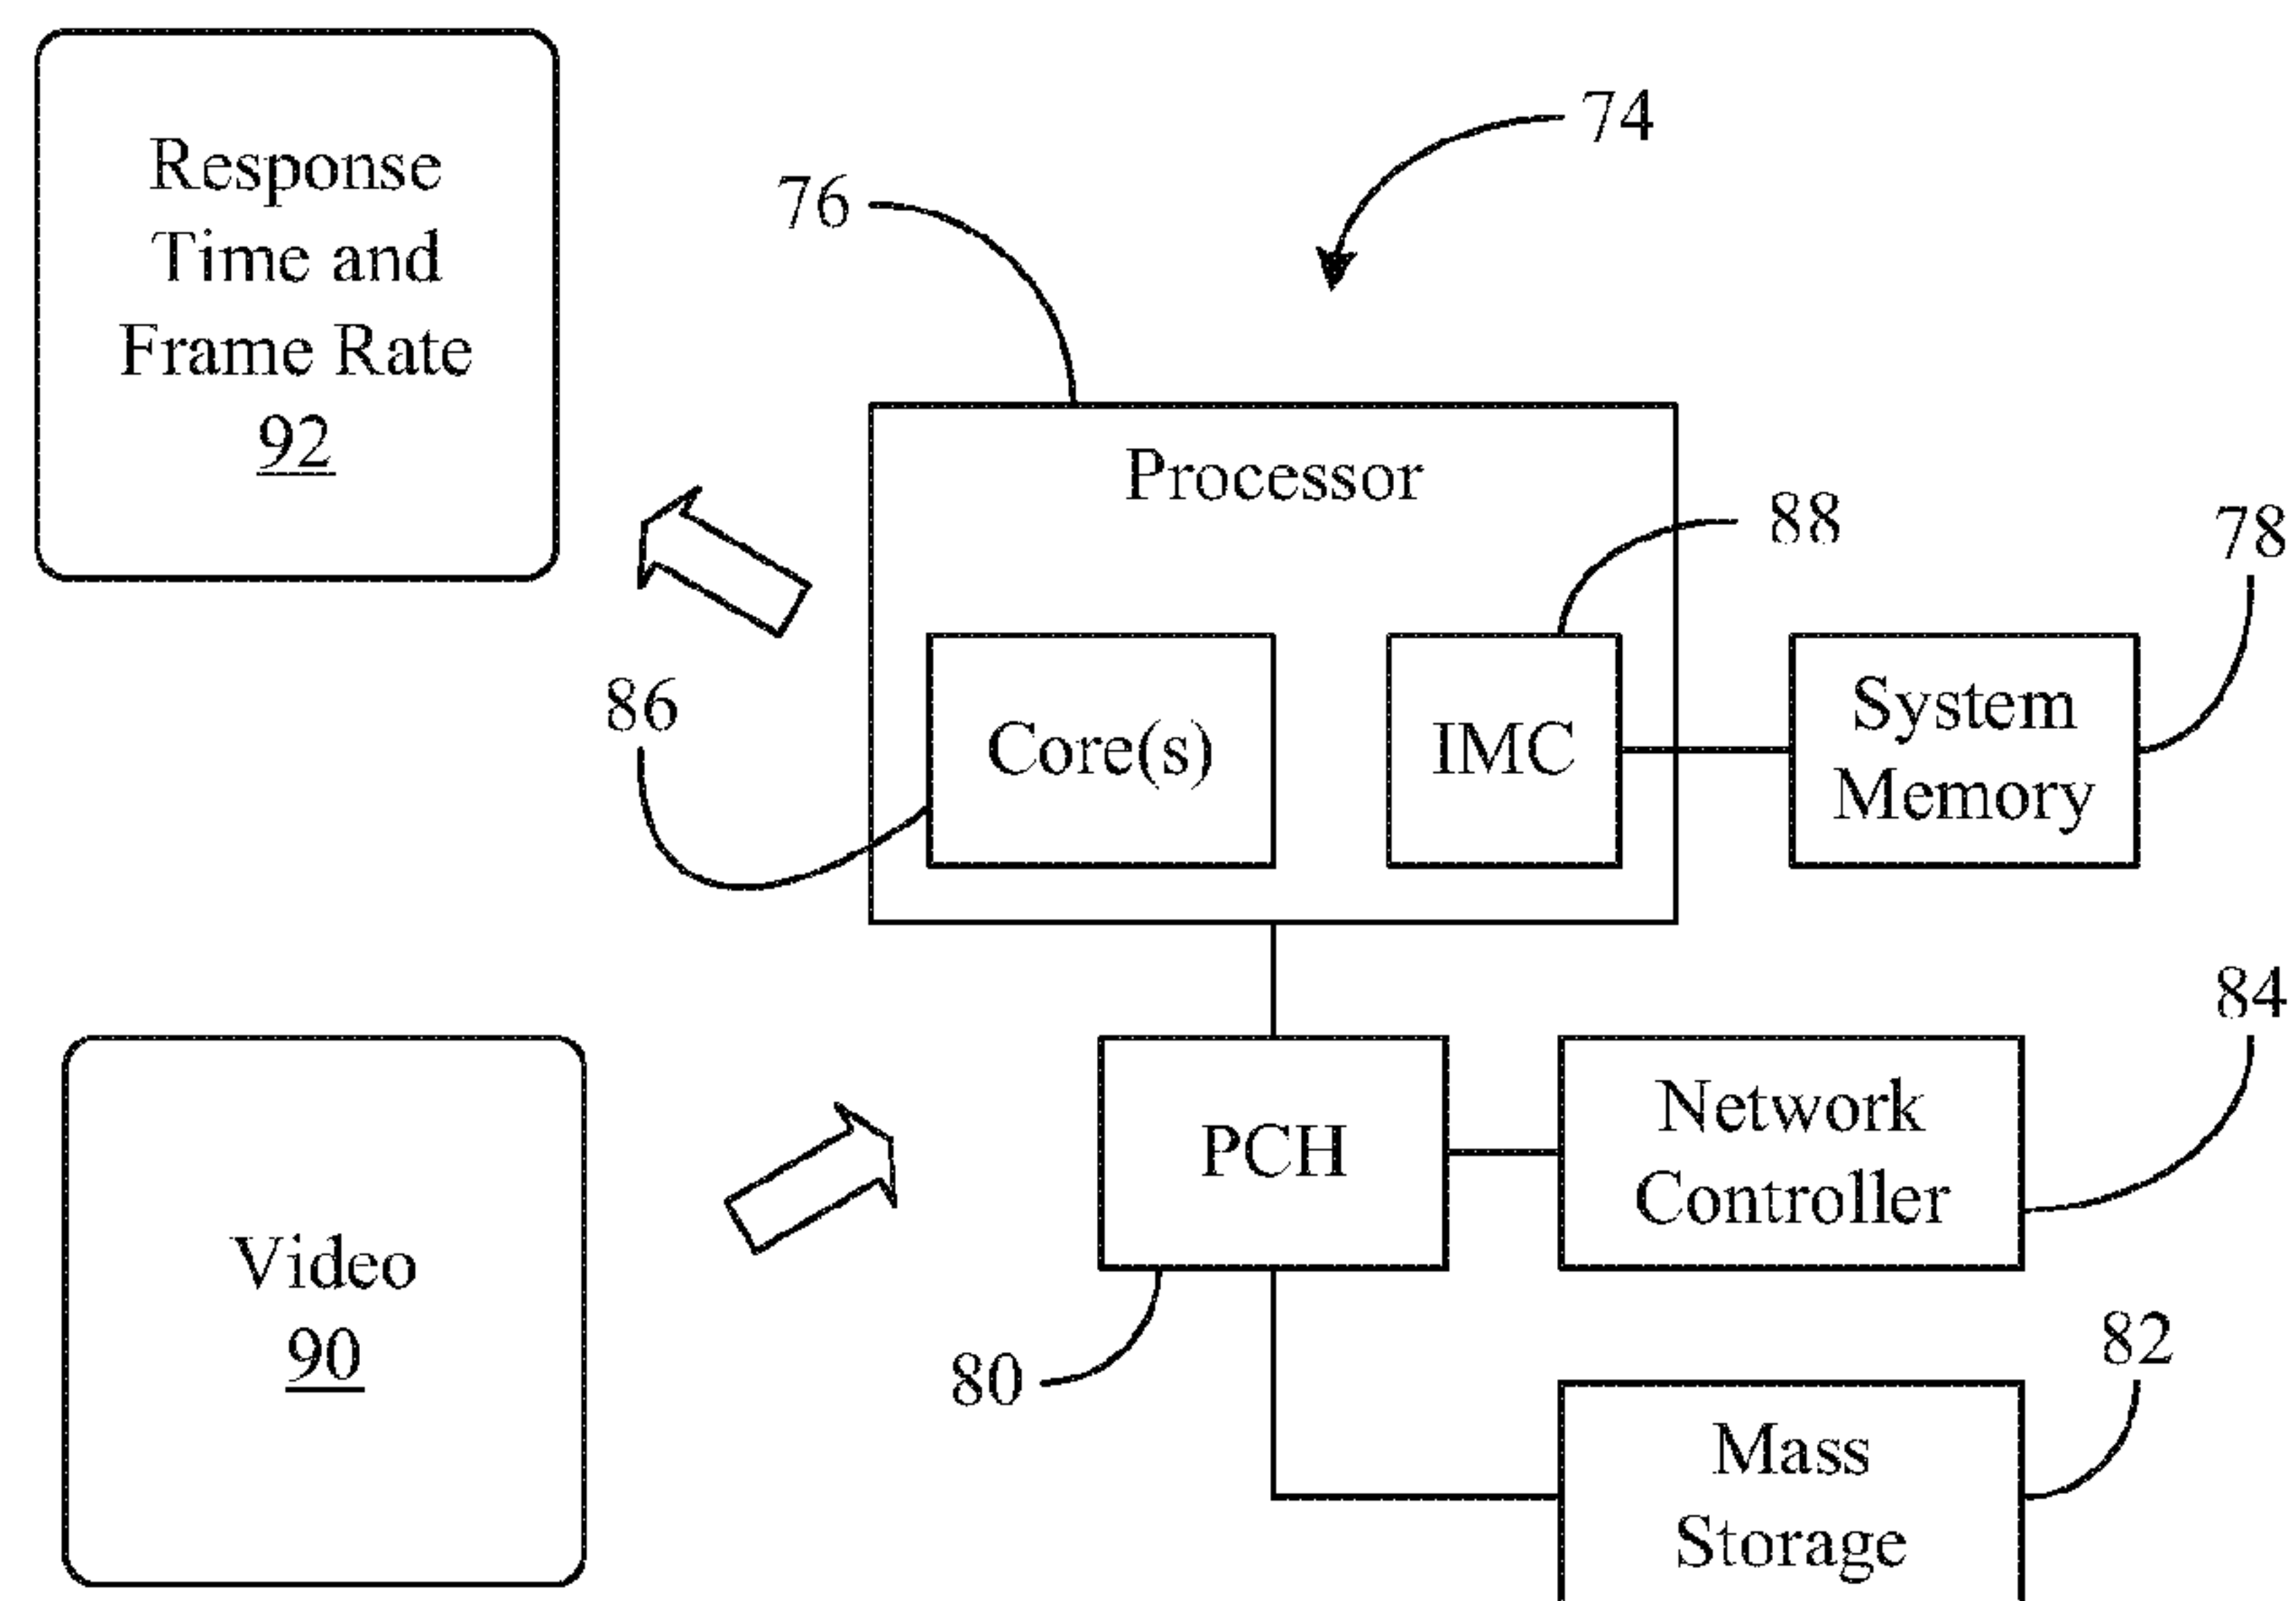 Response
Time and
Frame Rate
92
74
76
Processor
88
78
86
Core(s)
IMC
System
Memory
84
Video
90
PCH
Network
Controller
80
82
Mass
Storage